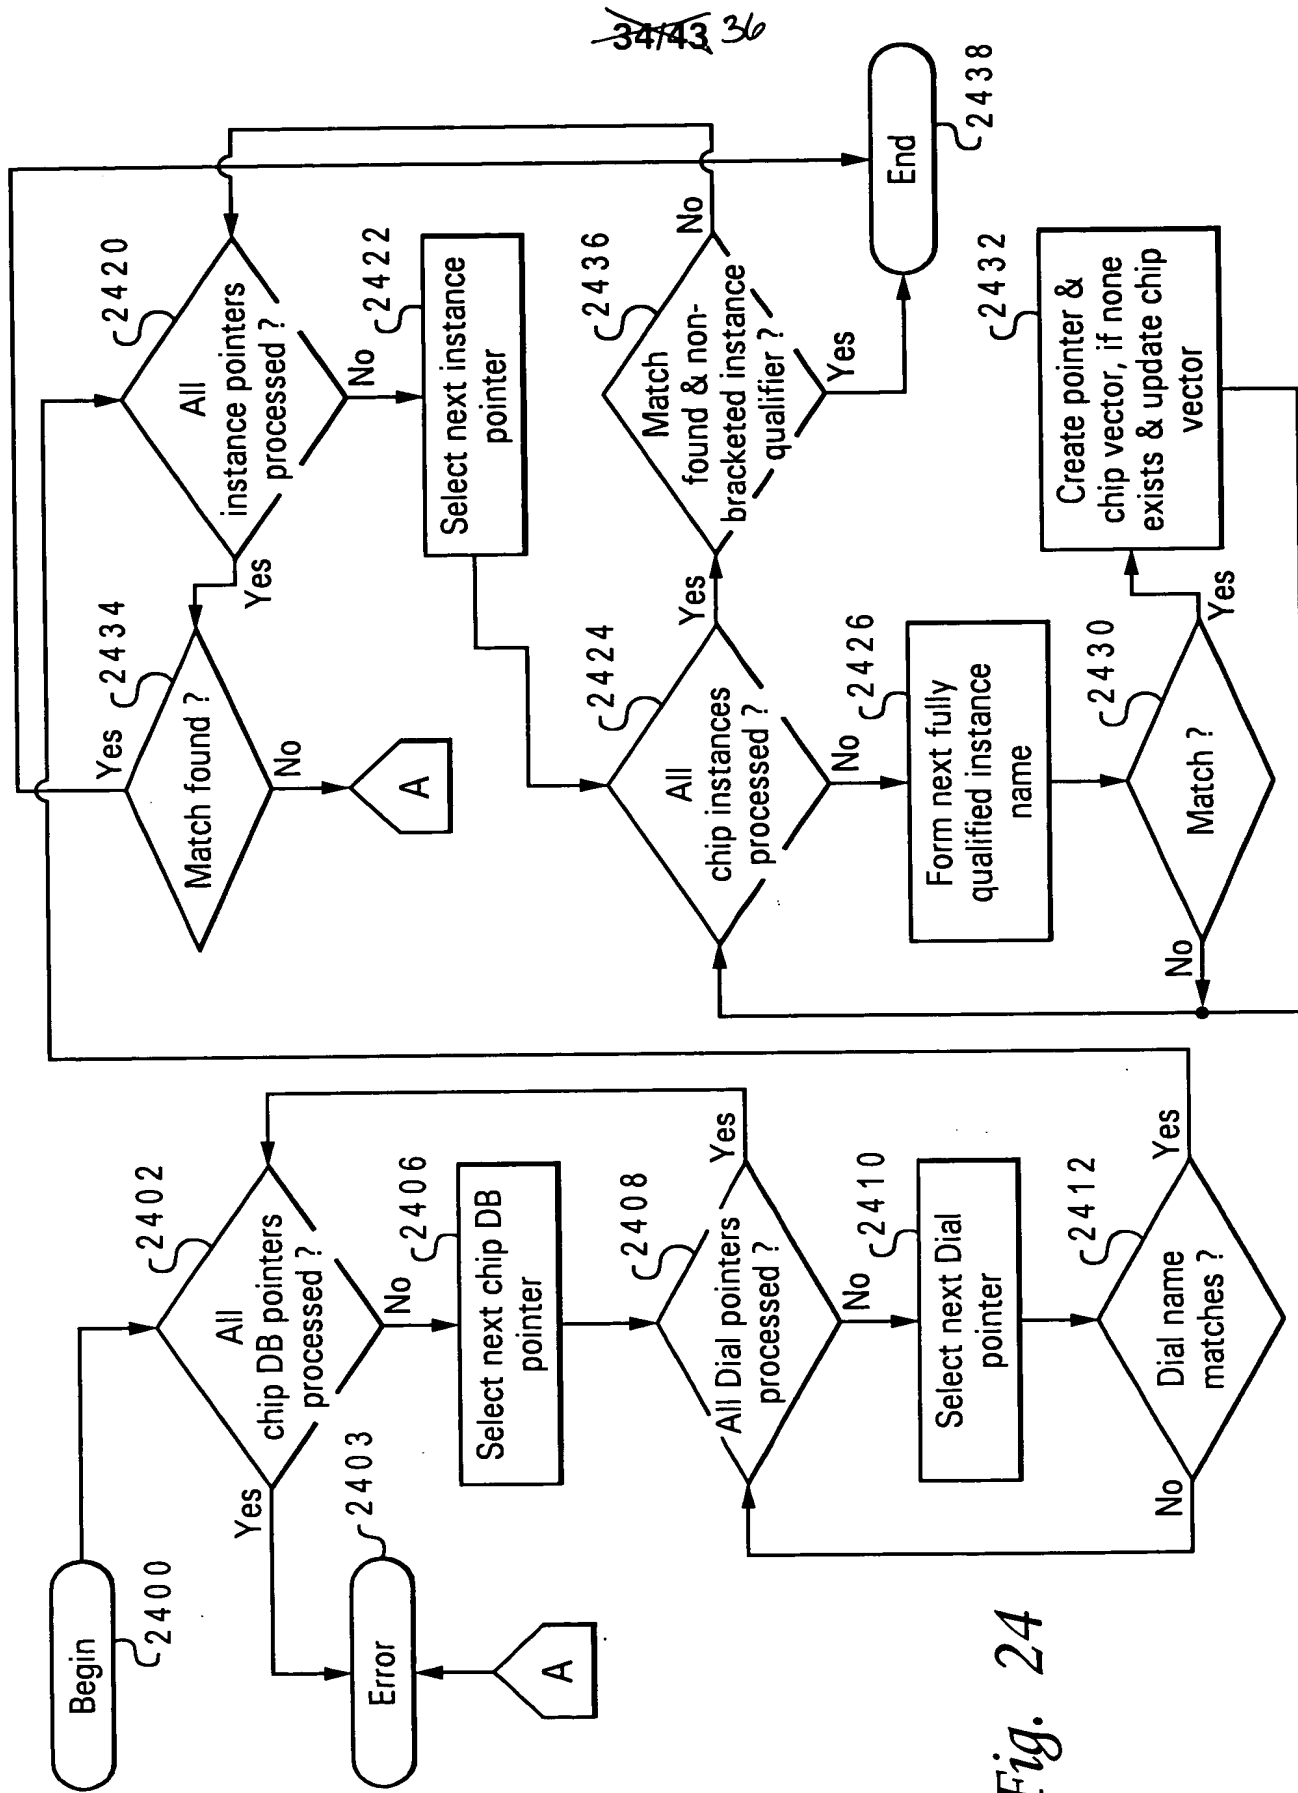 34/43 36
Begin
2400
All
chip DB pointers
processed ?
2402
Yes
No
Error
2403
A
Select next chip DB
pointer
2406
All Dial pointers
processed ?
2408
Yes
No
Select next Dial
pointer
2410
Dial name
matches ?
2412
Yes
No
All
instance pointers
processed ?
2420
Yes
No
Match found ?
2434
Yes
No
A
Select next instance
pointer
2422
All
chip instances
processed ?
2424
Yes
No
Match
found & non-
bracketed instance
qualifier ?
2436
No
Yes
End
2438
Form next fully
qualified instance
name
2426
Match ?
2430
Yes
No
Create pointer &
chip vector, if none
exists & update chip
vector
2432
Fig. 24